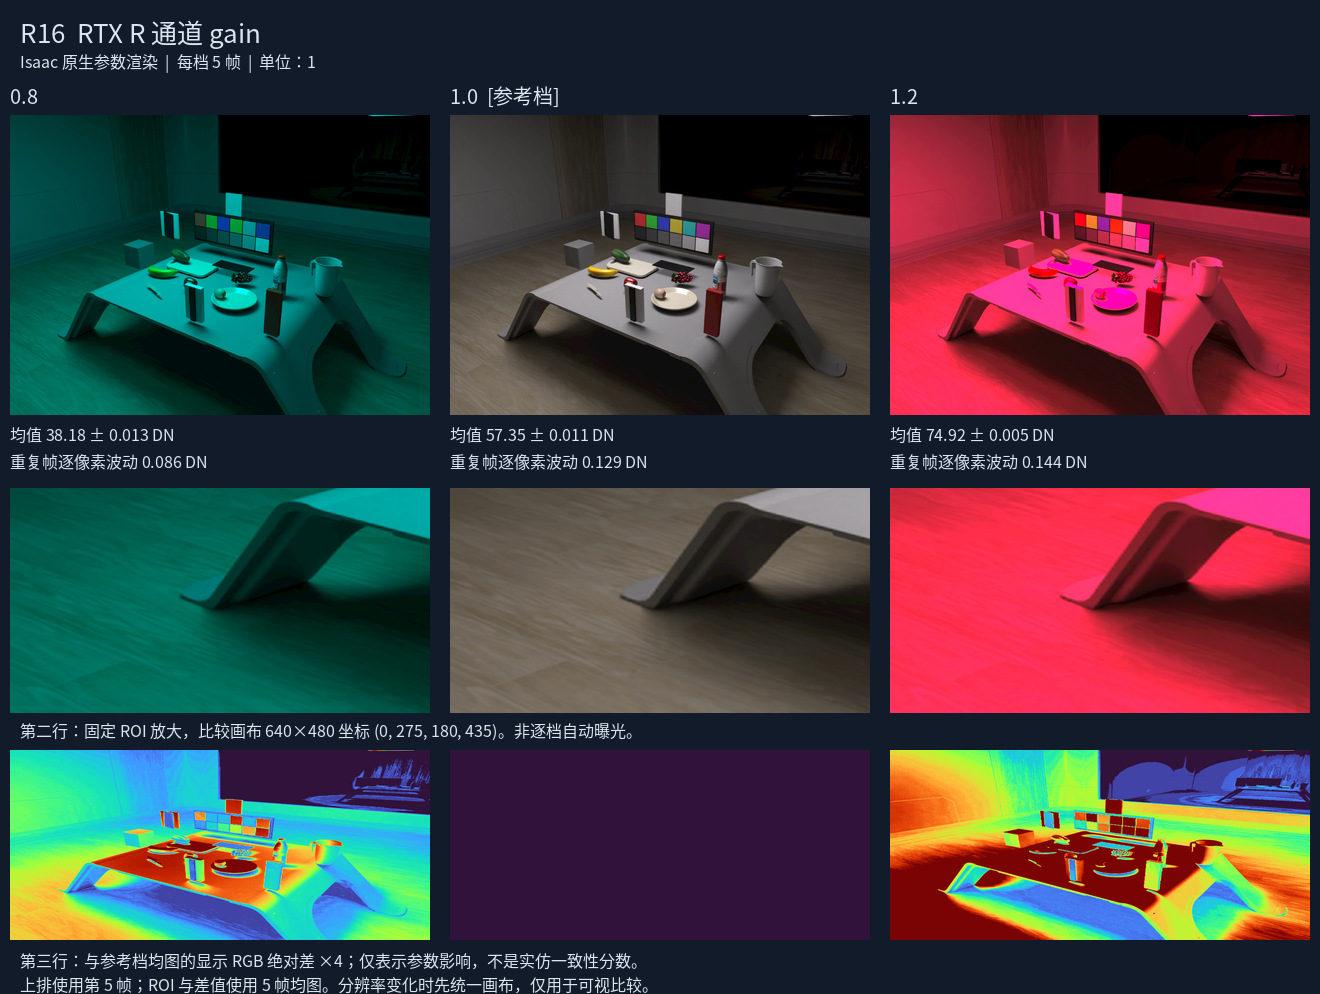 R16 RTX R 通道 gain
Isaac 原生参数渲染 | 每档 5 帧 | 单位：1
0.8
1.0 [参考档]
1.2
均值 38.18 ± 0.013 DN
重复帧逐像素波动 0.086 DN
均值 57.35 ± 0.011 DN
重复帧逐像素波动 0.129 DN
均值 74.92 ± 0.005 DN
重复帧逐像素波动 0.144 DN
第二行：固定 ROI 放大，比较画布 640×480 坐标 (0, 275, 180, 435)。非逐档自动曝光。
第三行：与参考档均图的显示 RGB 绝对差 ×4；仅表示参数影响，不是实仿一致性分数。
上排使用第 5 帧；ROI 与差值使用 5 帧均图。分辨率变化时先统一画布，仅用于可视比较。